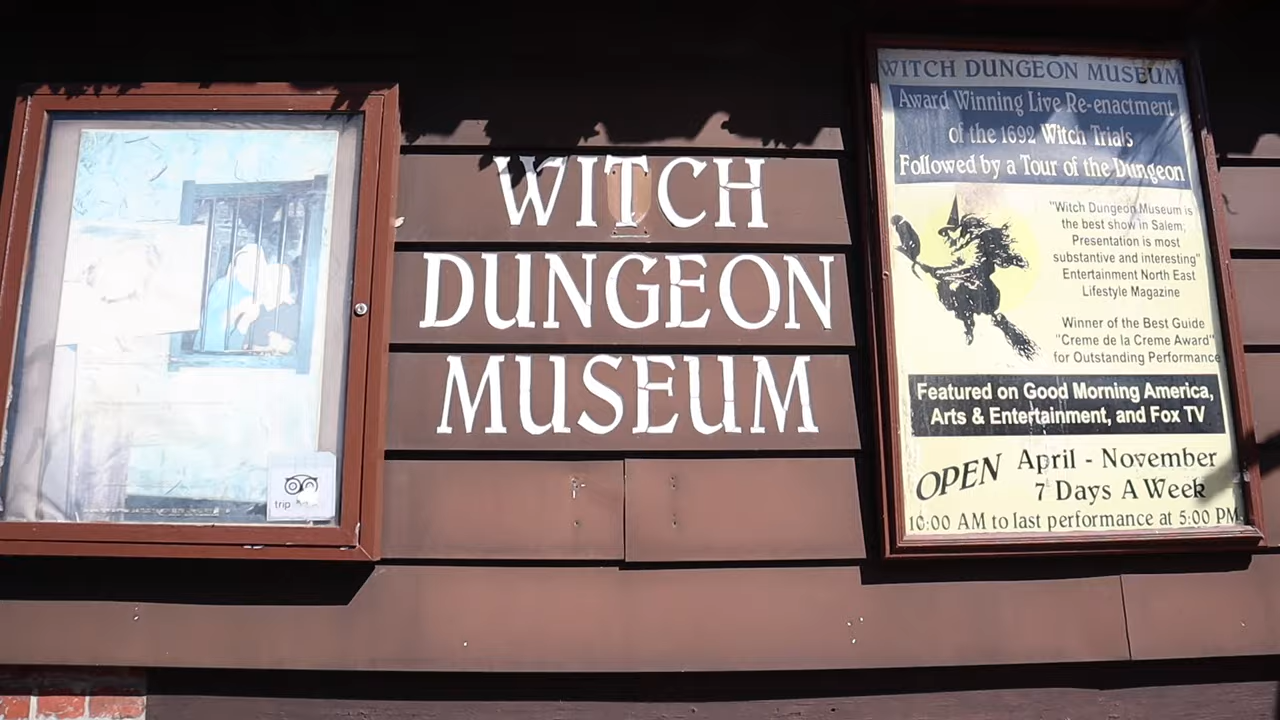 trip
WITCH
DUNGEON
MUSEUM
WITCH DUNGEON MUSEUM
Award Winning Live Re-enactment
of the 1692 Witch Trials
Followed by a Tour of the Dungeon
"Witch Dungeon Museum is
the best show in Salem;
Presentation is most
substantive and interesting"
Entertainment North East
Lifestyle Magazine
Winner of the Best Guide
"Creme de la Creme Award"
for Outstanding Performance
Featured on Good Morning America,
Arts & Entertainment, and Fox TV
OPEN April - November
7 Days A Week
10:00 AM to last performance at 5:00 PM